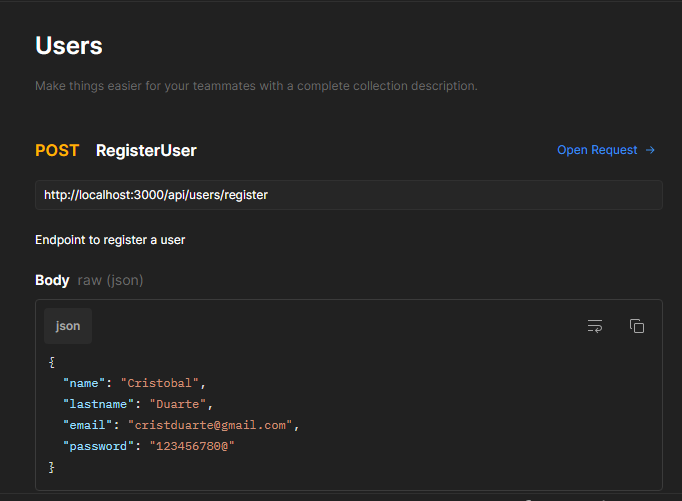 Users
Make things easier for your teammates with a complete collection description.
POST RegisterUser Open Request →
http://localhost:3000/api/users/register
Endpoint to register a user
Body raw (json)
json
{
"name": "Cristobal",
"lastname": "Duarte",
"email": "cristduarte@gmail.com",
"password": "123456780@"
}